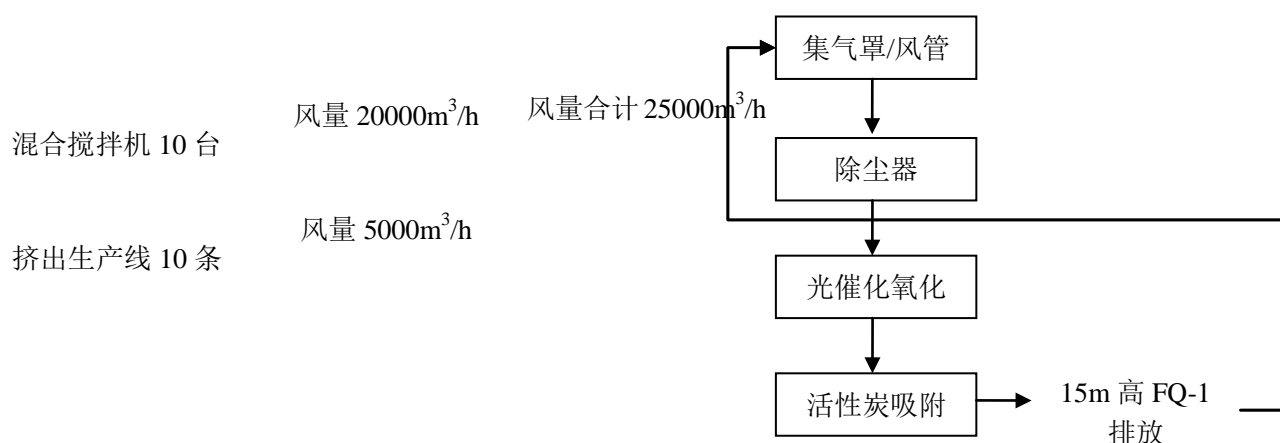 集气罩/风管
风量 20000m³/h
风量合计 25000m³/h
混合搅拌机 10 台
除尘器
风量 5000m³/h
挤出生产线 10 条
光催化氧化
活性炭吸附
15m 高 FQ-1
排放